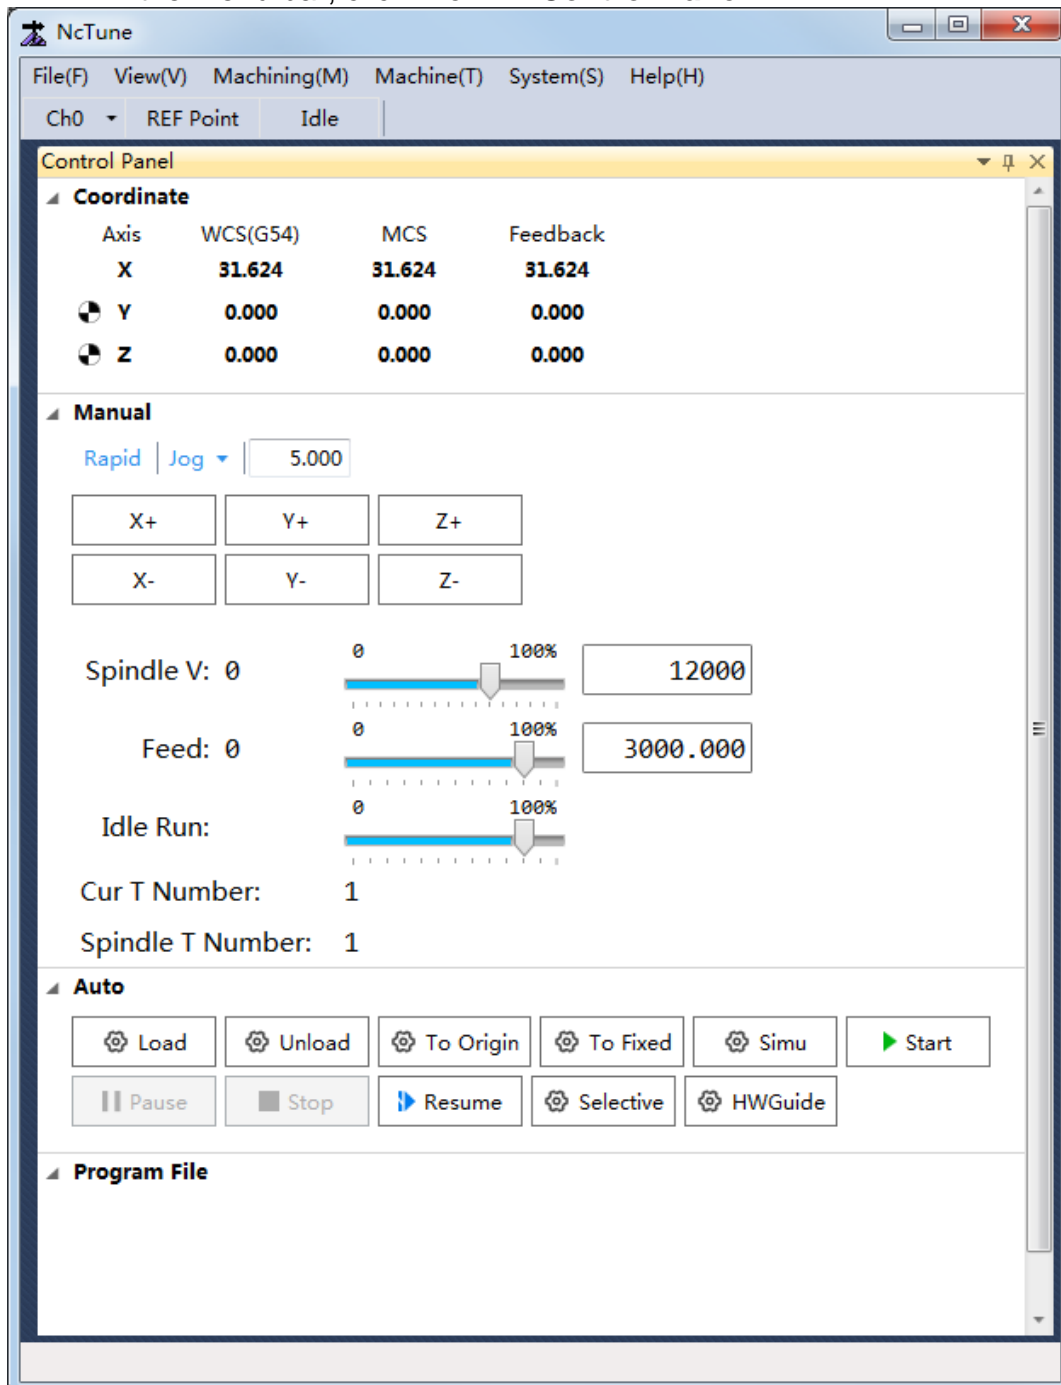 NcTune
File(F) View(V) Machining(M) Machine(T) System(S) Help(H)
Ch0 REF Point Idle
Control Panel
Coordinate
Axis WCS(G54) MCS Feedback
X 31.624 31.624 31.624
Y 0.000 0.000 0.000
Z 0.000 0.000 0.000
Manual
Rapid Jog 5.000
X+ Y+ Z+
X- Y- Z-
0 100%
Spindle V: 0 12000
0 100%
Feed: 0 3000.000
0 100%
Idle Run:
Cur T Number: 1
Spindle T Number: 1
Auto
Load Unload To Origin To Fixed Simu Start
Pause Stop Resume Selective HWGuide
Program File